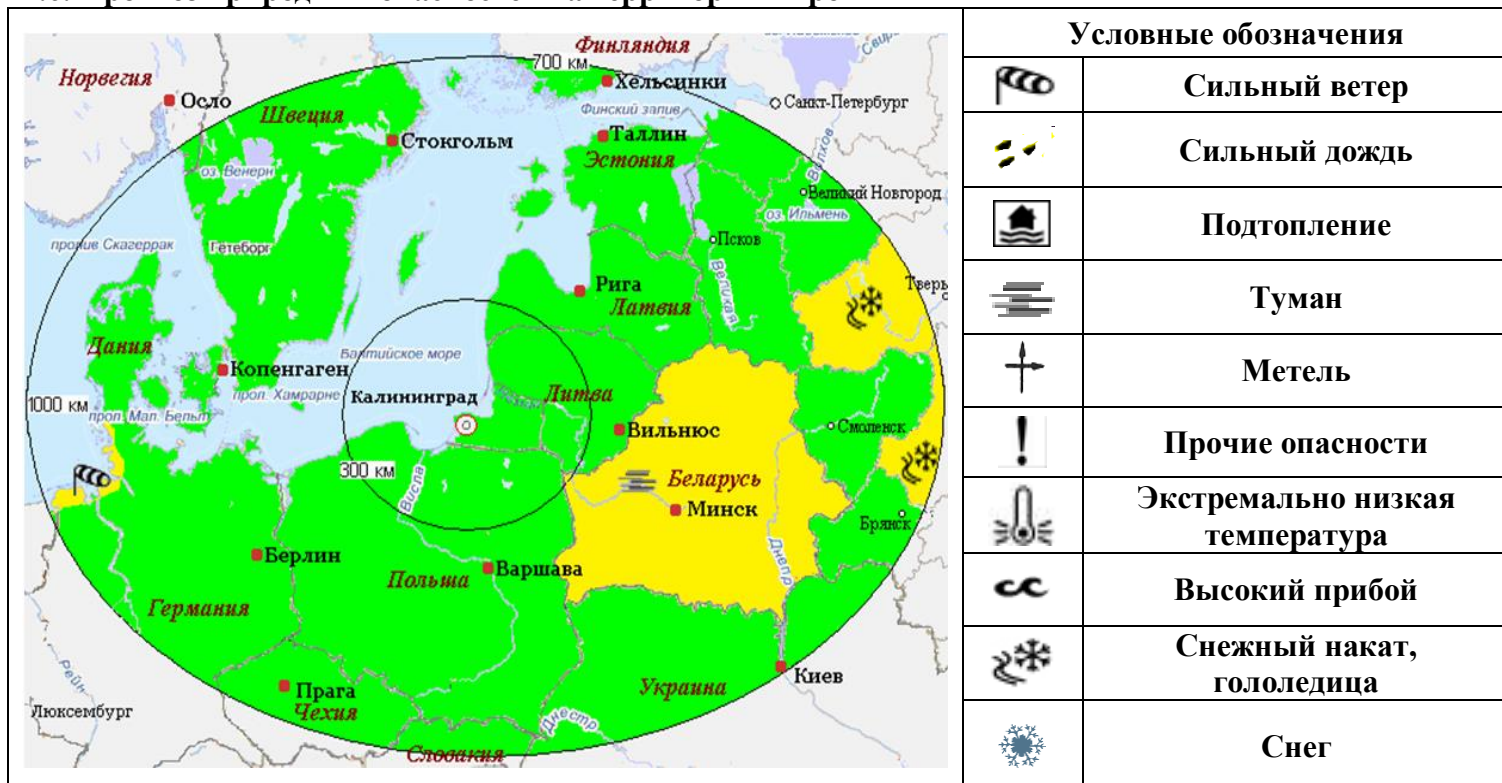 Финляндия
700 км.
Норвегия
Хельсинки
Осло
Санкт-Петербург
Швеция
Финский залив
Волхов
Стокгольм
Таллин
Эстония
оз. Венерн
Великий Новгород
оз. Ильмень
пролив Скагеррак
Гетеборг
Псков
Великая
Рига
Тверь
Латвия
Дания
Балтийское море
Копенгаген
Калининград
Литва
1000 км
проп. Мал. Бельт
Вильнюс
Смоленск
300 км
Висла
Беларусь
Минск
Брянск
Днепр
Берлин
Варшава
Польша
Германия
Рейн
Прага
Украина
Киев
Люксембург
Чехия
Днестр
Словакия
Условные обозначения
Сильный ветер
Сильный дождь
Подтопление
Туман
Метель
Прочие опасности
Экстремально низкая
температура
Высокий прибой
Снежный накат,
гололедица
Снег